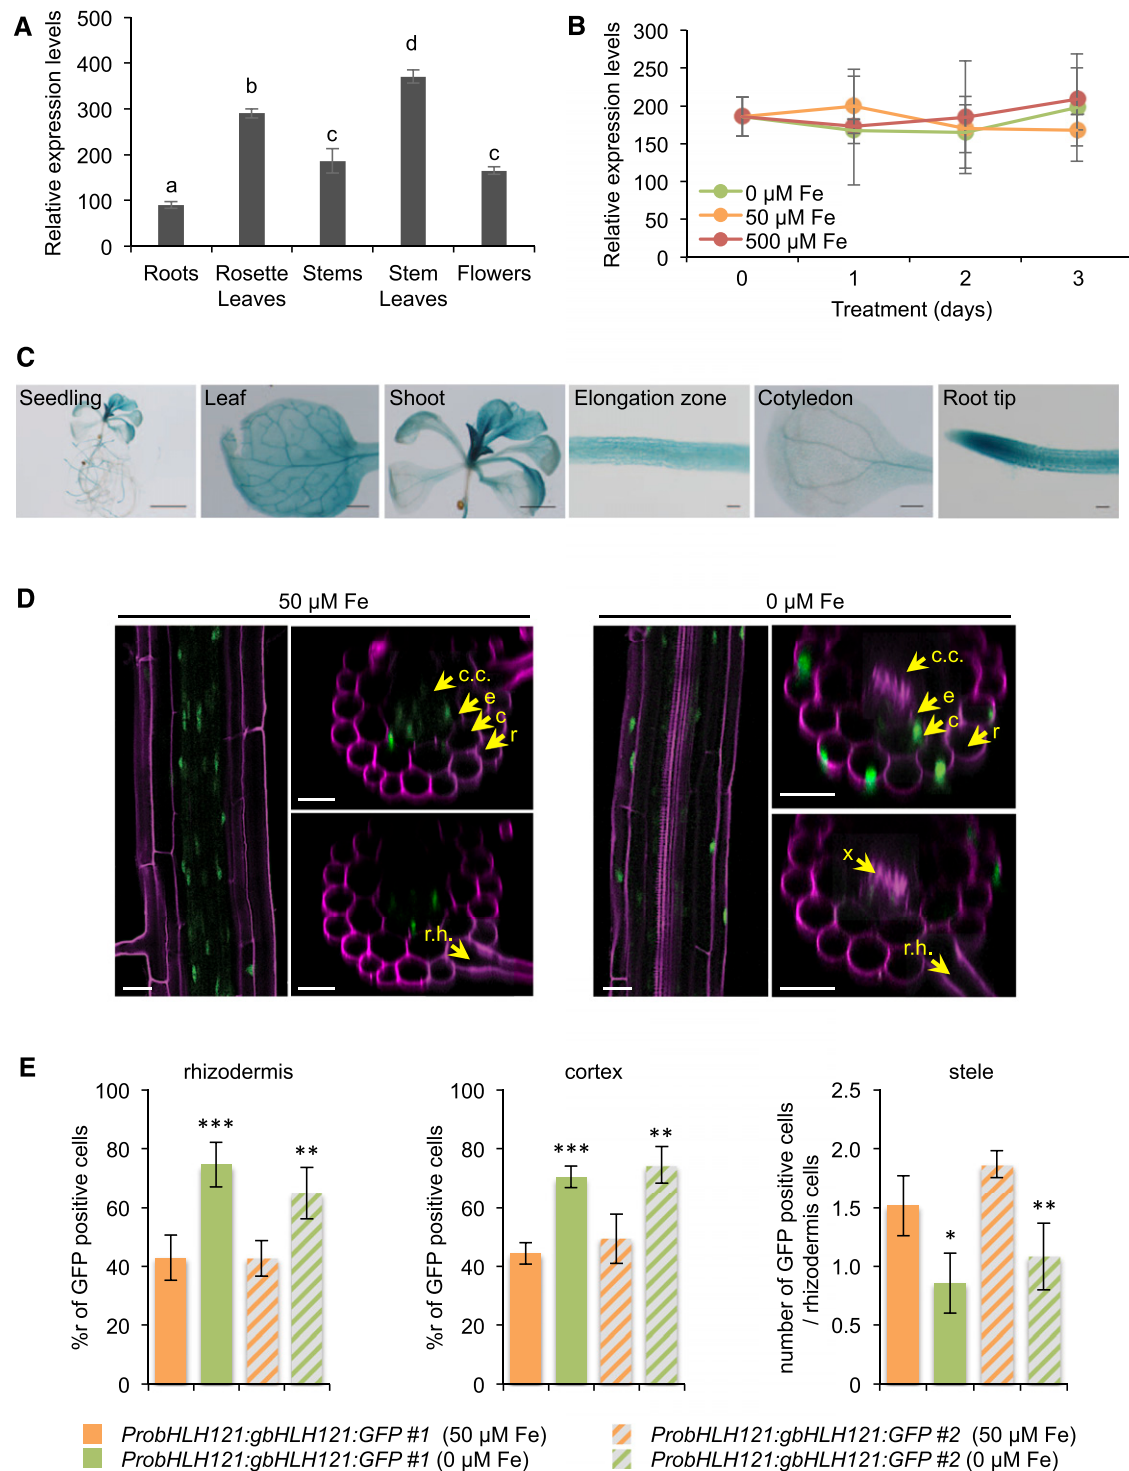 A
Relative expression levels
500
400
300
200
100
0
a
b
c
d
c
Roots
Rosette
Leaves
Stems
Stem
Leaves
Flowers
B
Relative expression levels
300
250
200
150
100
50
0
0 µM Fe
50 µM Fe
500 µM Fe
0
1
2
3
Treatment (days)
C
Seedling
Leaf
Shoot
Elongation zone
Cotyledon
Root tip
D
50 µM Fe
c.c.
e
c
r
r.h.
0 µM Fe
c.c.
e
c
r
x
r.h.
E
rhizodermis
%r of GFP positive cells
100
80
60
40
20
0
***
**
cortex
%r of GFP positive cells
100
80
60
40
20
0
***
**
stele
number of GFP positive cells
/ rhizodermis cells
2.5
2.0
1.5
1.0
0.5
0
*
**
ProbHLH121:gbHLH121:GFP #1 (50 µM Fe)
ProbHLH121:gbHLH121:GFP #1 (0 µM Fe)
ProbHLH121:gbHLH121:GFP #2 (50 µM Fe)
ProbHLH121:gbHLH121:GFP #2 (0 µM Fe)